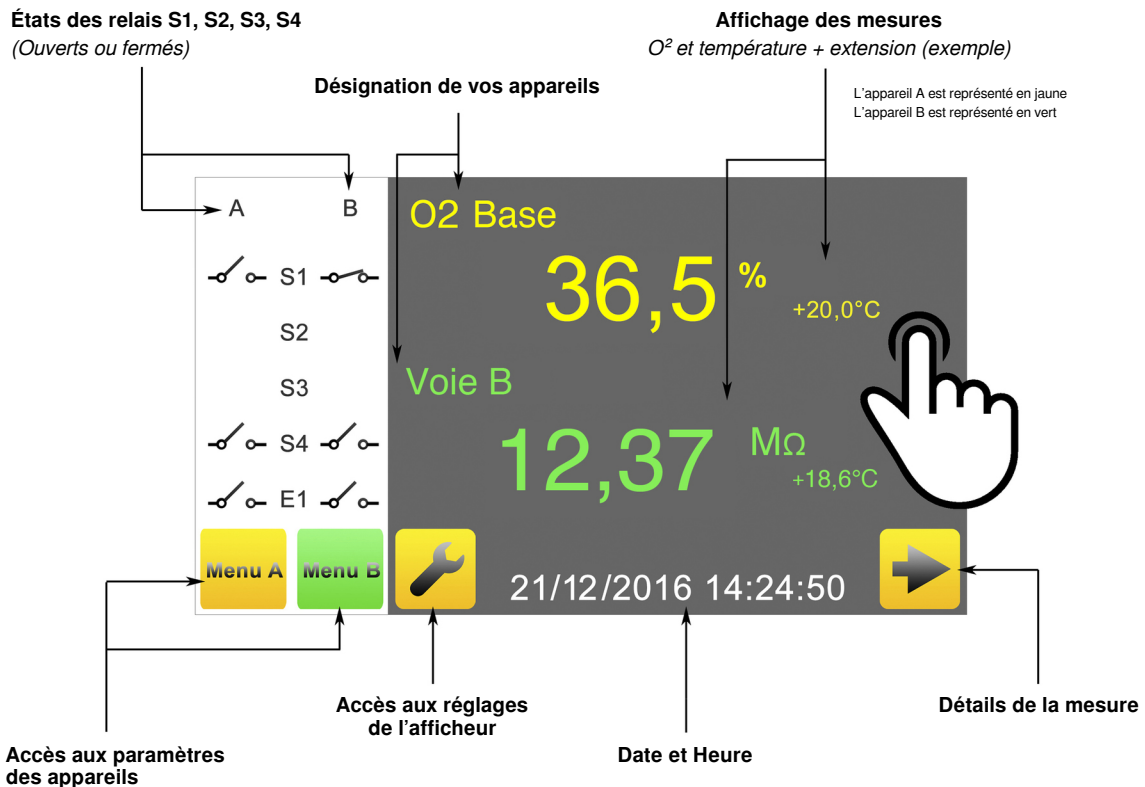 États des relais S1, S2, S3, S4
(Ouverts ou fermés)
Affichage des mesures
O² et température + extension (exemple)
Désignation de vos appareils
L'appareil A est représenté en jaune
L'appareil B est représenté en vert
A B
O2 Base
S1
36,5 %
+20,0°C
S2
Voie B
S3
S4
12,37 MΩ
+18,6°C
E1
Menu A Menu B
21/12/2016 14:24:50
Accès aux réglages
de l'afficheur
Détails de la mesure
Accès aux paramètres
des appareils
Date et Heure